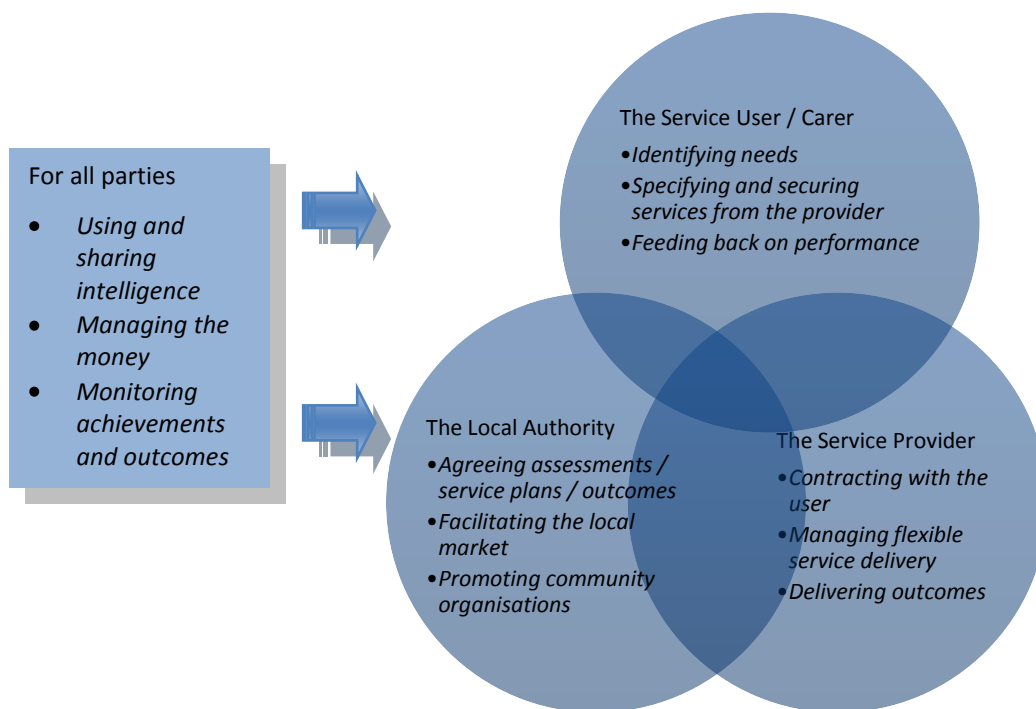 For all parties
• Using and
sharing
intelligence
• Managing the
money
• Monitoring
achievements
and outcomes
The Service User / Carer
•Identifying needs
•Specifying and securing
services from the provider
•Feeding back on performance
The Local Authority
•Agreeing assessments /
service plans / outcomes
•Facilitating the local
market
•Promoting community
organisations
The Service Provider
•Contracting with the
user
•Managing flexible
service delivery
•Delivering outcomes